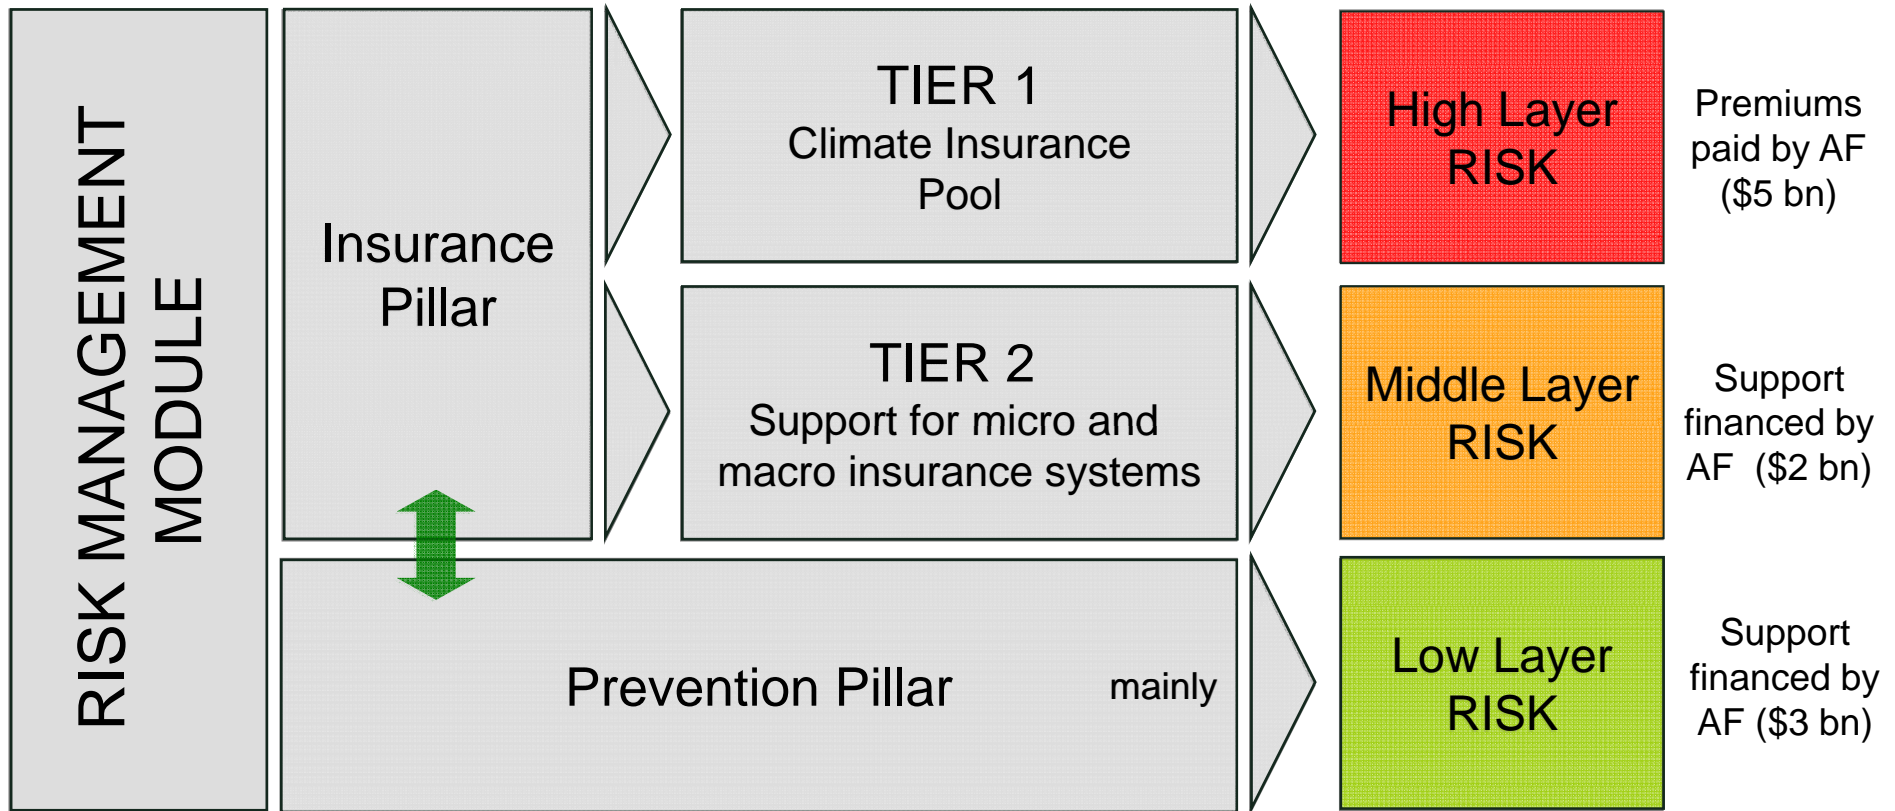 RISK MANAGEMENT
MODULE
Insurance
Pillar
TIER 1
Climate Insurance
Pool
High Layer
RISK
Premiums
paid by AF
($5 bn)
TIER 2
Support for micro and
macro insurance systems
Middle Layer
RISK
Support
financed by
AF ($2 bn)
Prevention Pillar
mainly
Low Layer
RISK
Support
financed by
AF ($3 bn)